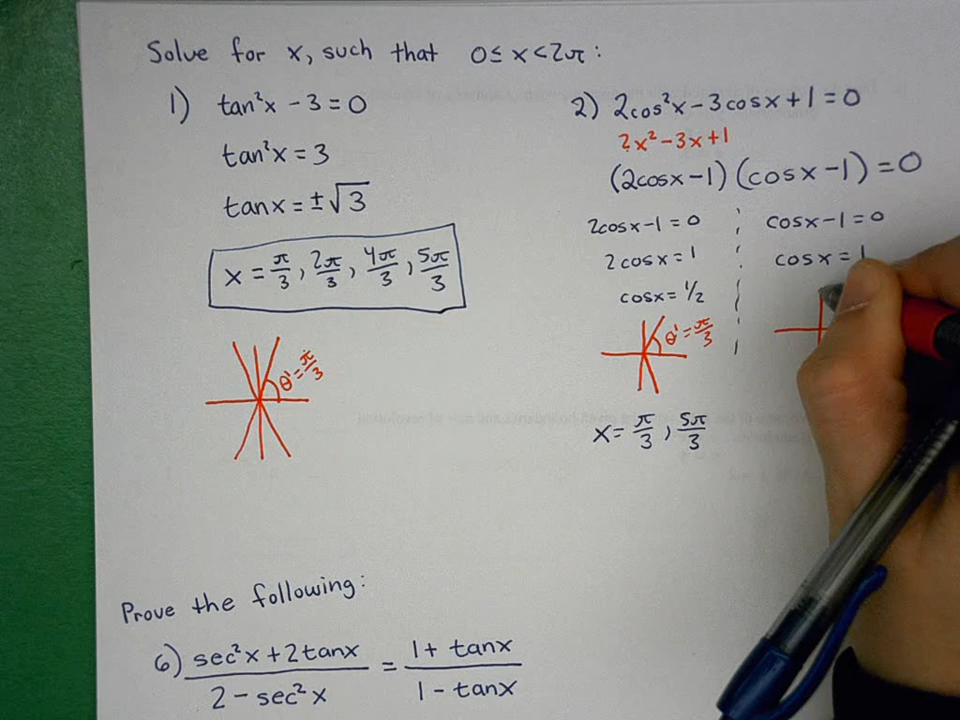 Solve for x, such that 0 ≤ x < 2π:
1) tan²x − 3 = 0
tan²x = 3
tanx = ±√3
x = π/3, 2π/3, 4π/3, 5π/3
θ' = π/3
2) 2cos²x − 3cosx + 1 = 0
2x² − 3x + 1
(2cosx − 1)(cosx − 1) = 0
2cosx − 1 = 0
2cosx = 1
cosx = 1/2
θ' = π/3
x = π/3, 5π/3
cosx − 1 = 0
cosx = 1
Prove the following:
6) (sec²x + 2tanx)/(2 − sec²x) = (1 + tanx)/(1 − tanx)